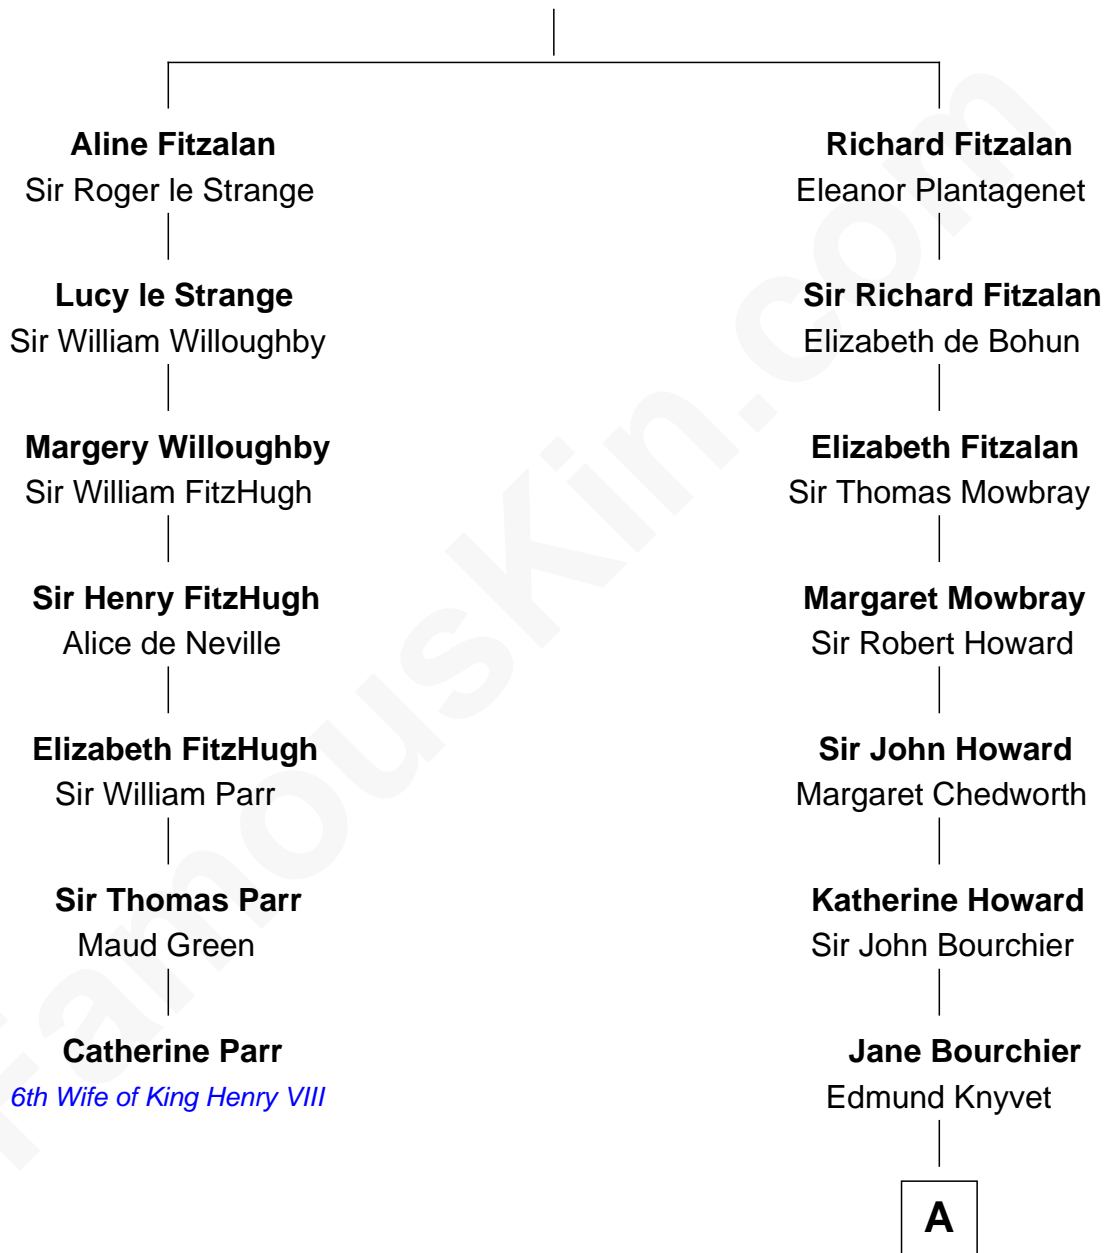 Aline Fitzalan
Sir Roger le Strange
Lucy le Strange
Sir William Willoughby
Margery Willoughby
Sir William FitzHugh
Sir Henry FitzHugh
Alice de Neville
Elizabeth FitzHugh
Sir William Parr
Sir Thomas Parr
Maud Green
Catherine Parr
6th Wife of King Henry VIII
Richard Fitzalan
Eleanor Plantagenet
Sir Richard Fitzalan
Elizabeth de Bohun
Elizabeth Fitzalan
Sir Thomas Mowbray
Margaret Mowbray
Sir Robert Howard
Sir John Howard
Margaret Chedworth
Katherine Howard
Sir John Bourchier
Jane Bourchier
Edmund Knyvet
A
FamousKin.com